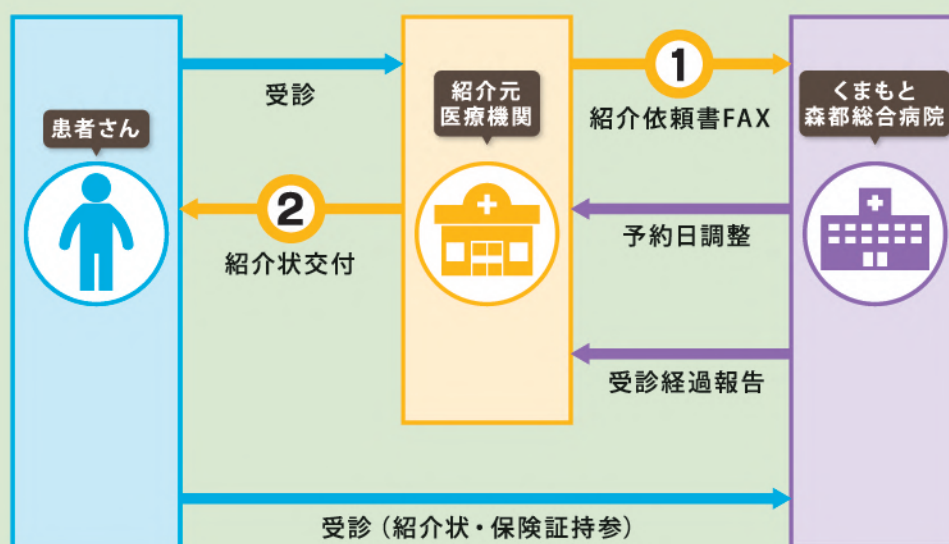 患者さん
受診
紹介元
医療機関
1
紹介依頼書FAX
くまもと
森都総合病院
2
紹介状交付
予約日調整
受診経過報告
受診（紹介状・保険証持参）